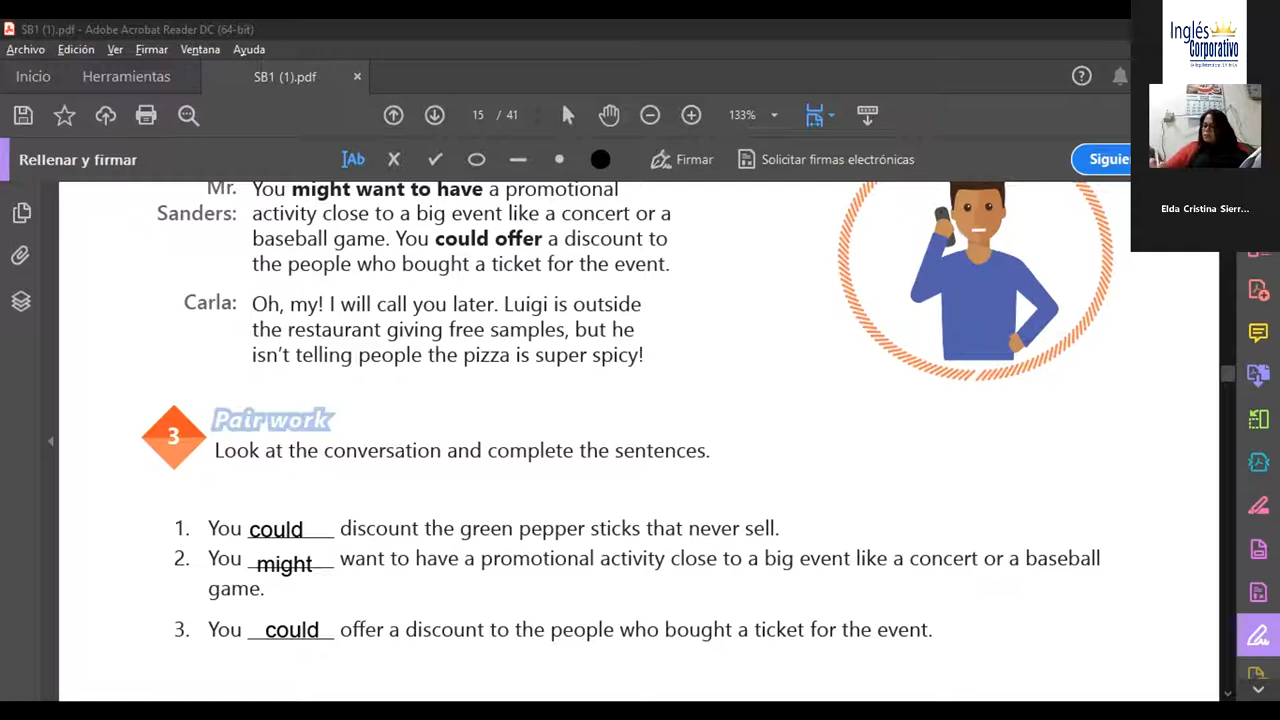 SB1 (1).pdf - Adobe Acrobat Reader DC (64-bit)
Archivo Edición Ver Firmar Ventana Ayuda
Inicio Herramientas SB1 (1).pdf ×
15 / 41 133%
Rellenar y firmar
Ab Firmar Solicitar firmas electrónicas Siguie
Inglés
Corporativo
Elda Cristina Sierr...
Mr. You might want to have a promotional
Sanders: activity close to a big event like a concert or a
baseball game. You could offer a discount to
the people who bought a ticket for the event.
Carla: Oh, my! I will call you later. Luigi is outside
the restaurant giving free samples, but he
isn't telling people the pizza is super spicy!
Pair work
3
Look at the conversation and complete the sentences.
1. You could discount the green pepper sticks that never sell.
2. You might want to have a promotional activity close to a big event like a concert or a baseball
game.
3. You could offer a discount to the people who bought a ticket for the event.